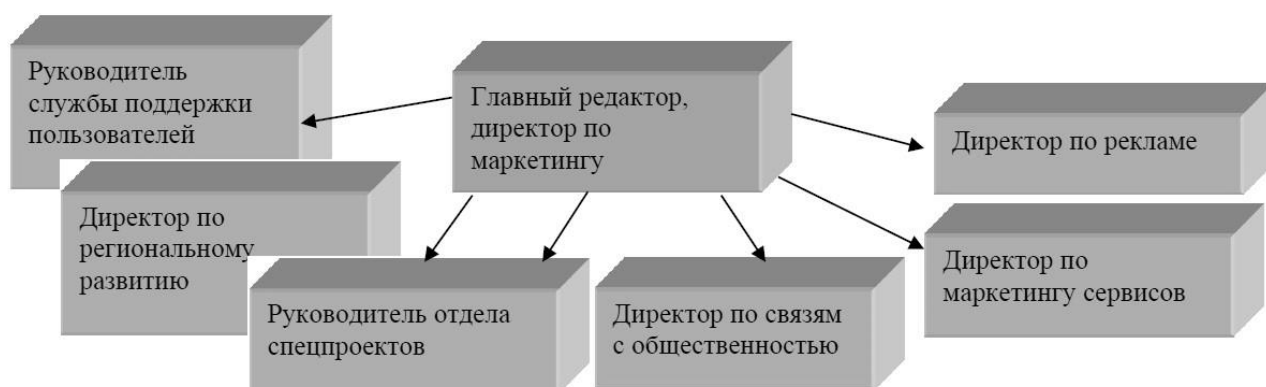 Руководитель
службы поддержки
пользователей
Главный редактор,
директор по
маркетингу
Директор по рекламе
Директор по
региональному
развитию
Директор по
маркетингу сервисов
Руководитель отдела
спецпроектов
Директор по связям
с общественностью